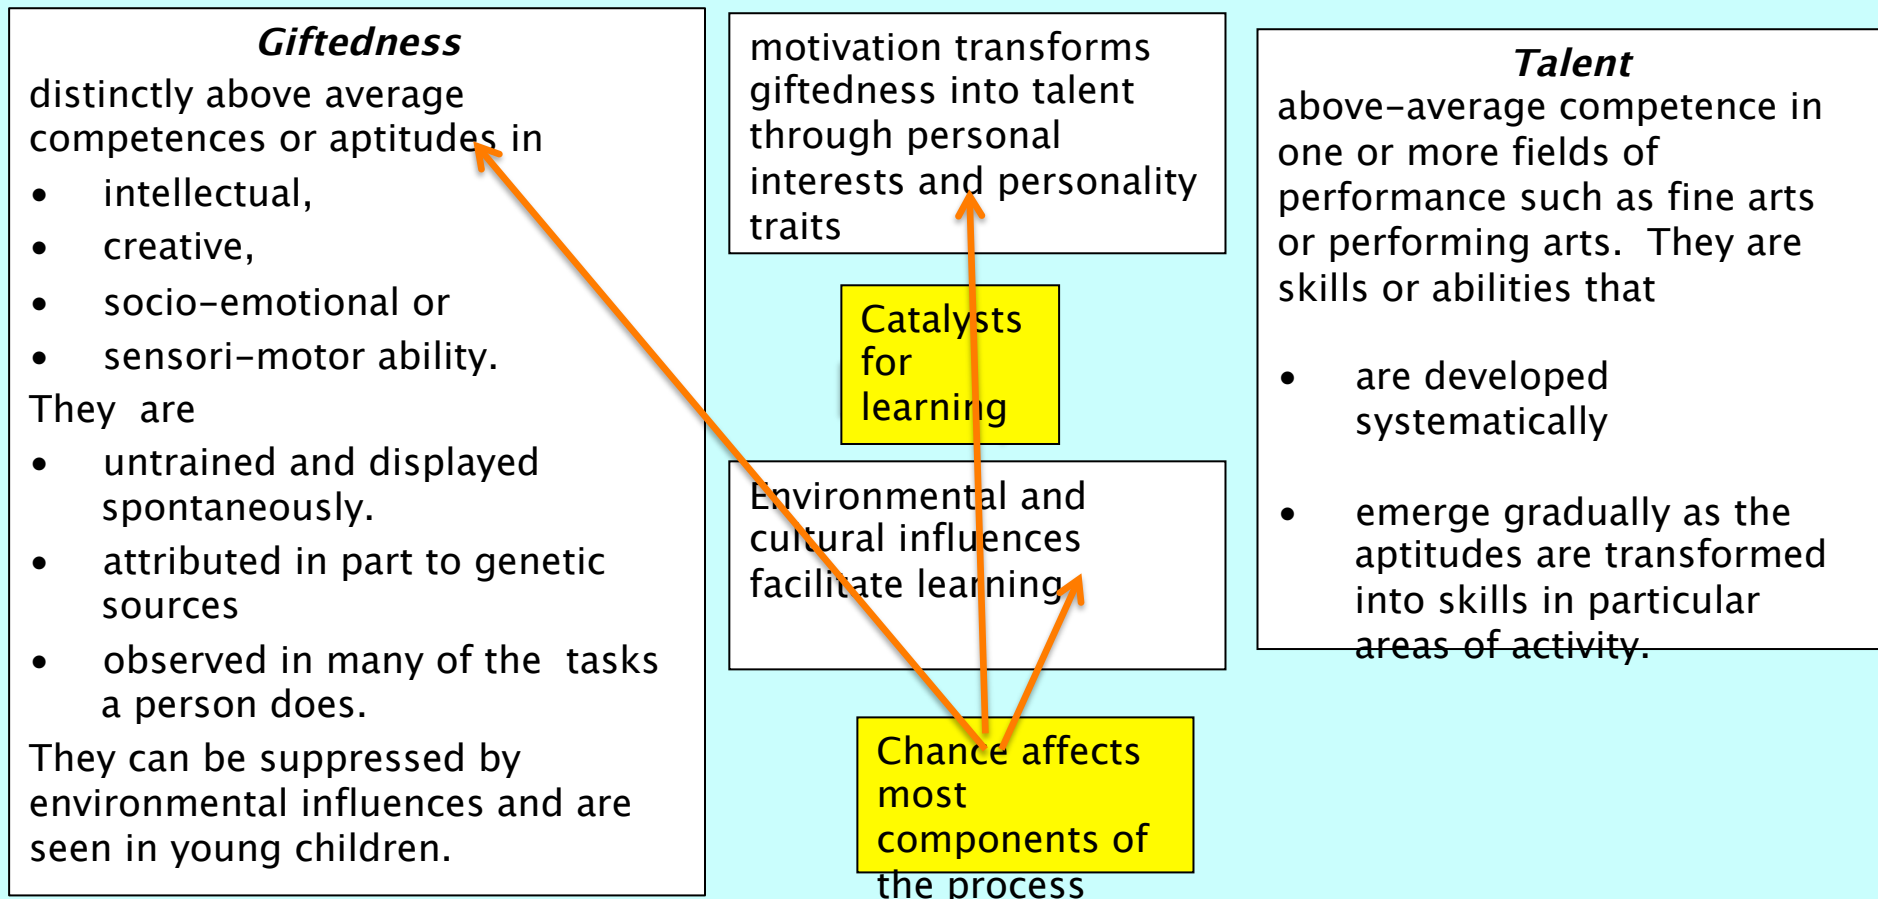 Giftedness
distinctly above average
competences or aptitudes in
• intellectual,
• creative,
• socio-emotional or
• sensori-motor ability.
They are
• untrained and displayed
spontaneously.
• attributed in part to genetic
sources
• observed in many of the tasks
a person does.
They can be suppressed by
environmental influences and are
seen in young children.
motivation transforms
giftedness into talent
through personal
interests and personality
traits
Catalysts
for
learning
Environmental and
cultural influences
facilitate learning
Chance affects
most
components of
the process
Talent
above-average competence in
one or more fields of
performance such as fine arts
or performing arts. They are
skills or abilities that
• are developed
systematically
• emerge gradually as the
aptitudes are transformed
into skills in particular
areas of activity.